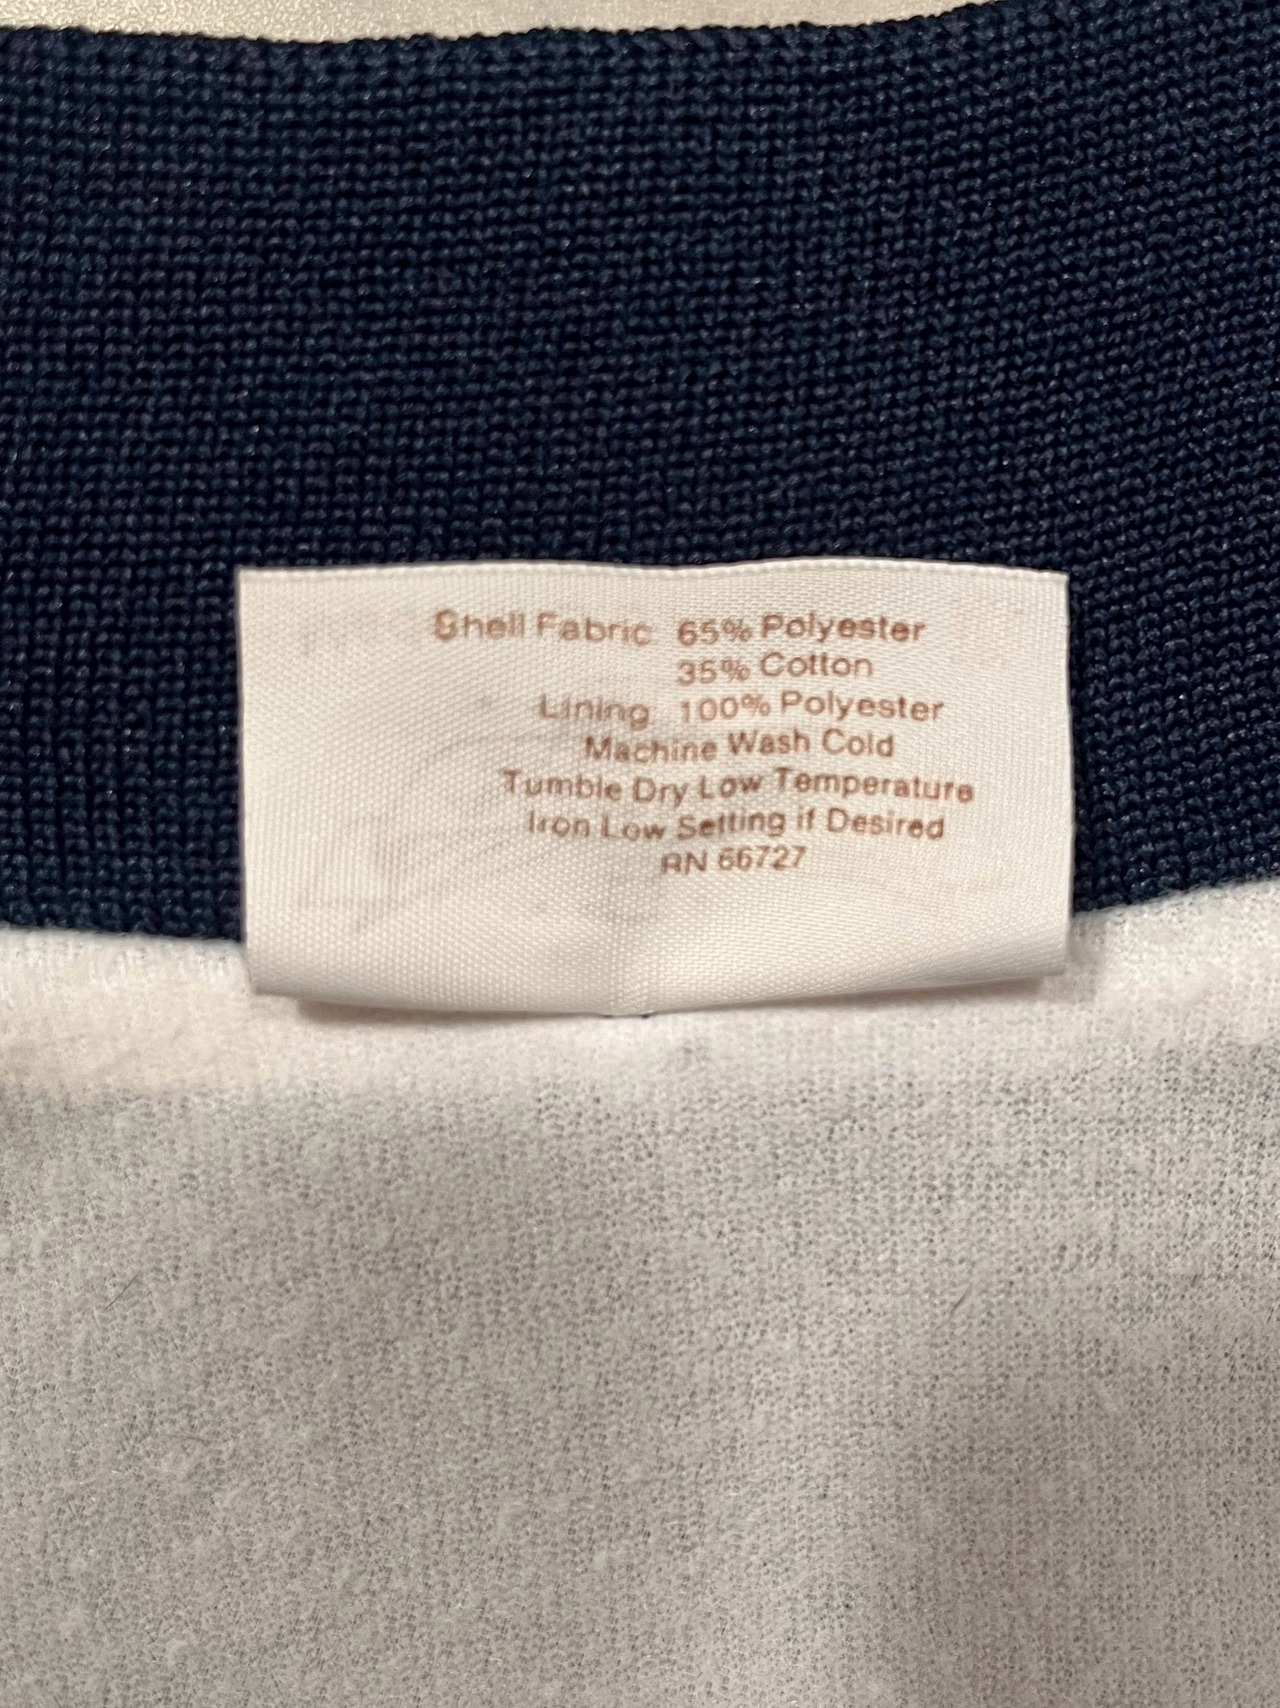 Shell Fabric 65% Polyester
35% Cotton
Lining 100% Polyester
Machine Wash Cold
Tumble Dry Low Temperature
Iron Low Setting if Desired
RN 66727